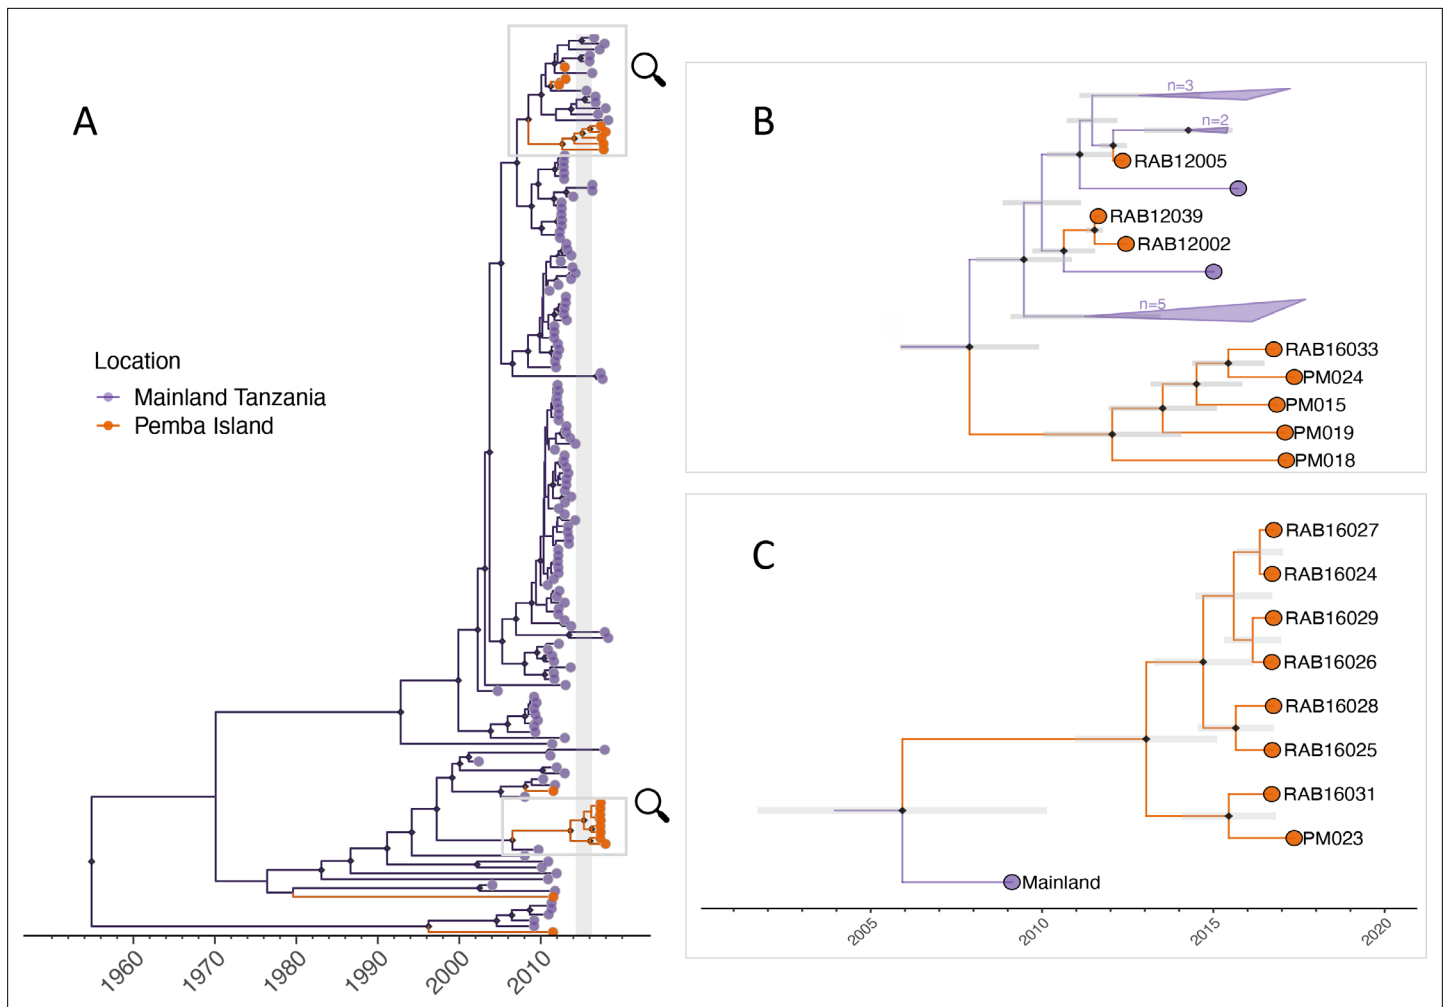 A
Location
Mainland Tanzania
Pemba Island
1960
1970
1980
1990
2000
2010
B
n=3
n=2
RAB12005
RAB12039
RAB12002
n=5
RAB16033
PM024
PM015
PM019
PM018
C
RAB16027
RAB16024
RAB16029
RAB16026
RAB16028
RAB16025
RAB16031
PM023
Mainland
2005
2010
2015
2020